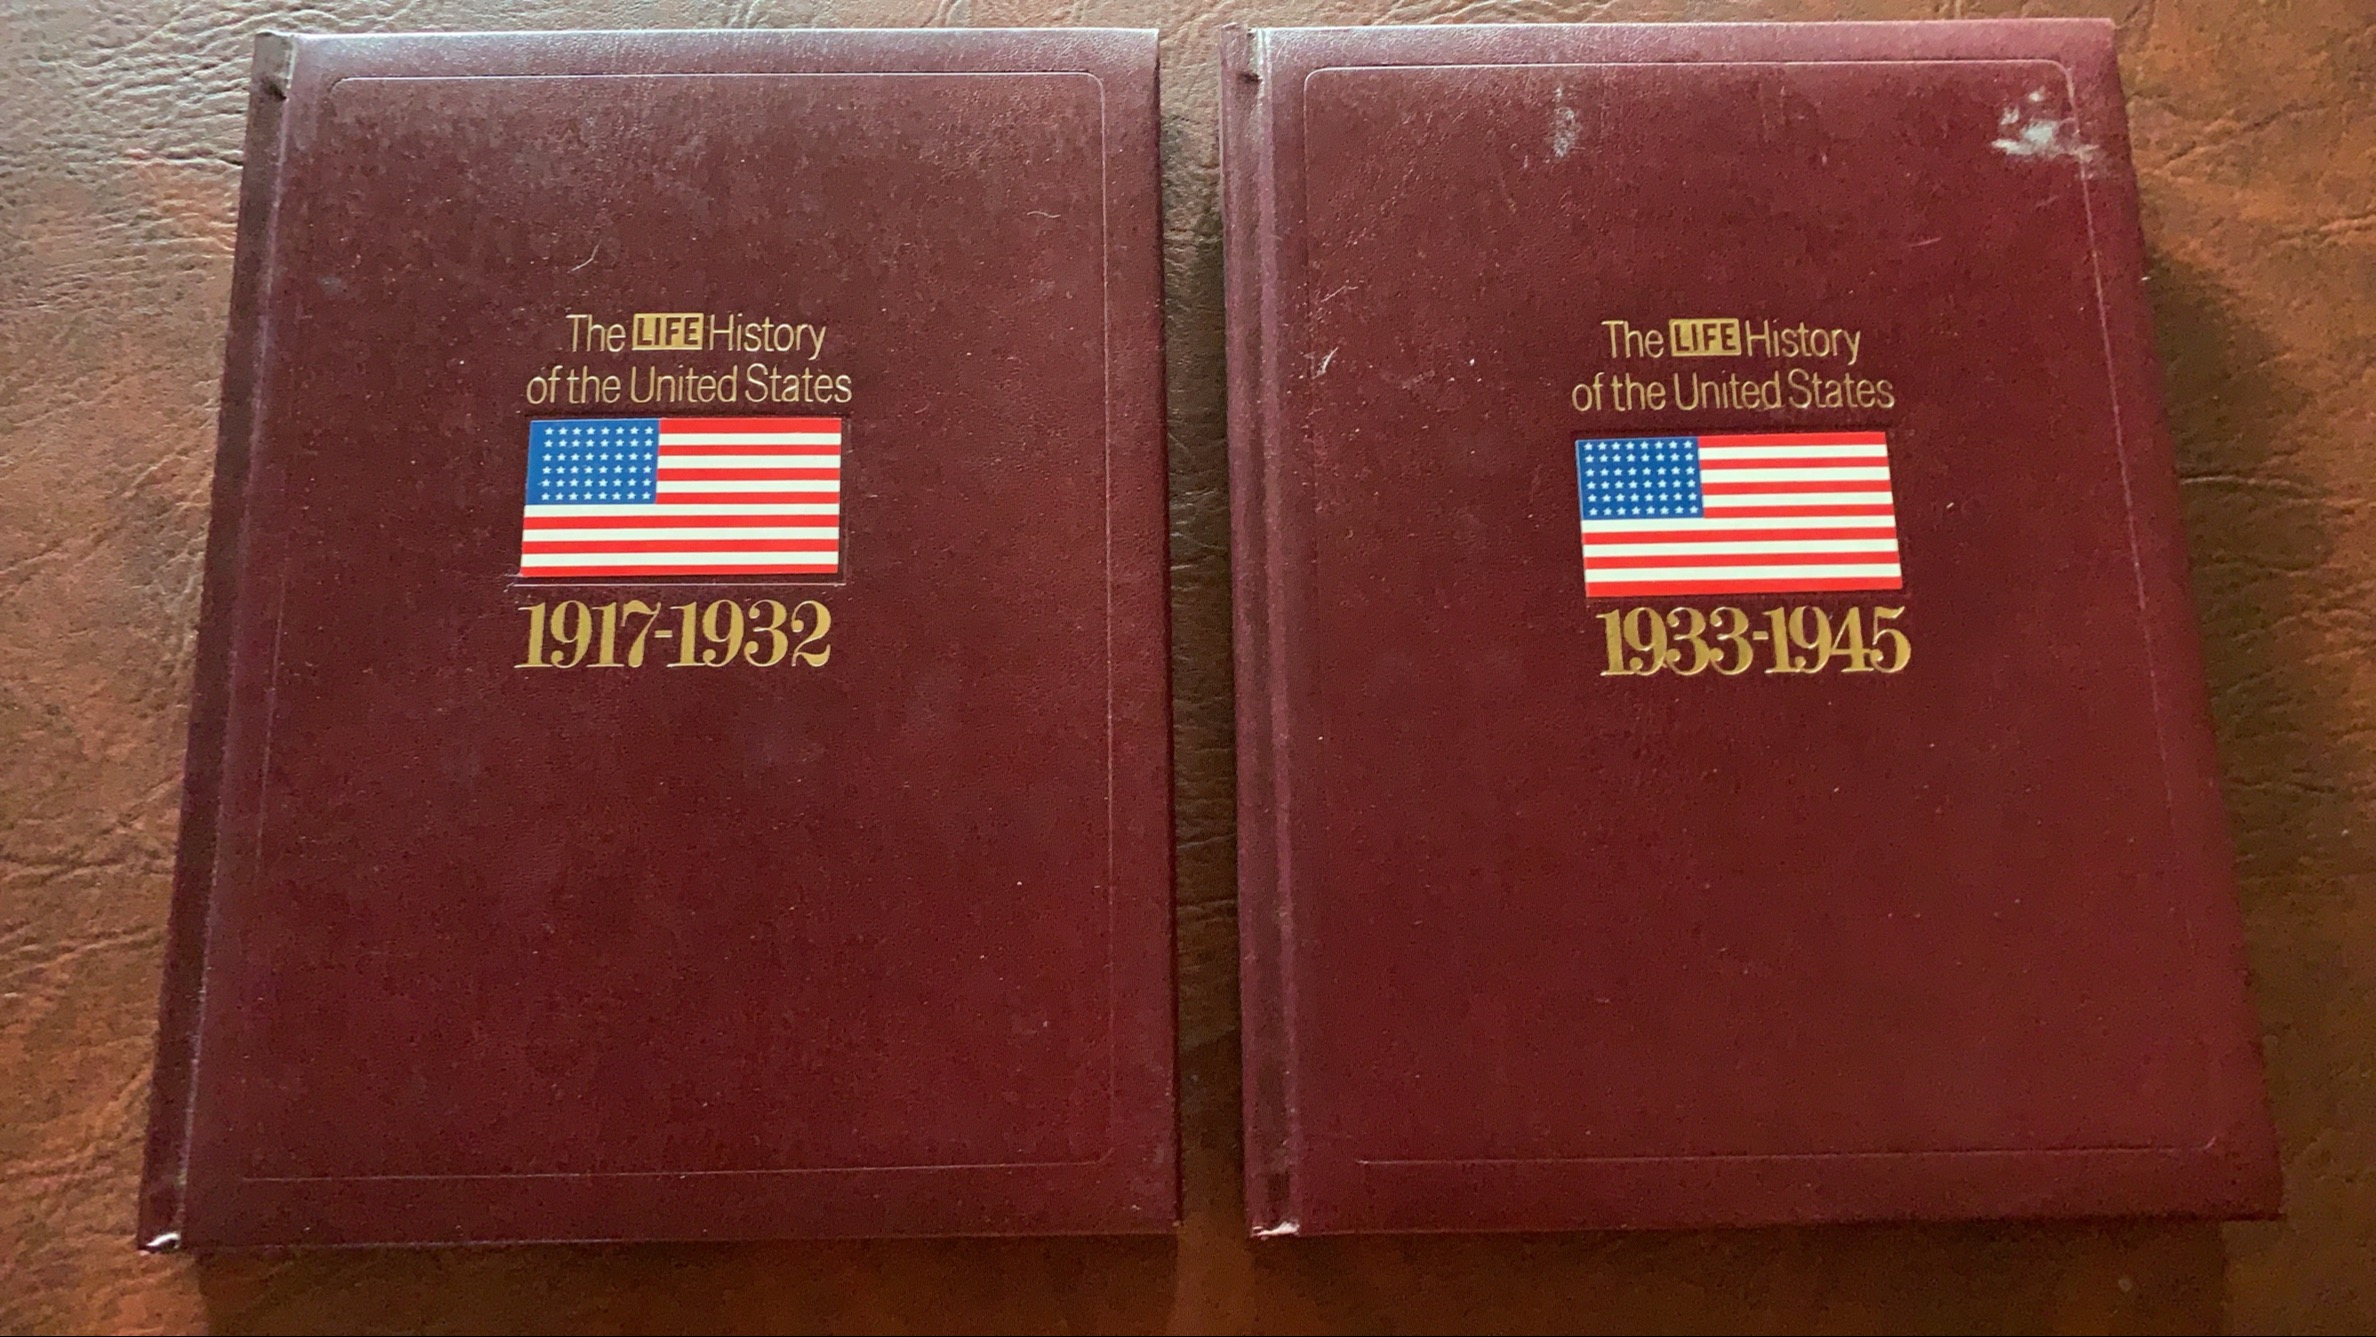 The LIFE History
of the United States
1917-1932
The LIFE History
of the United States
1933-1945